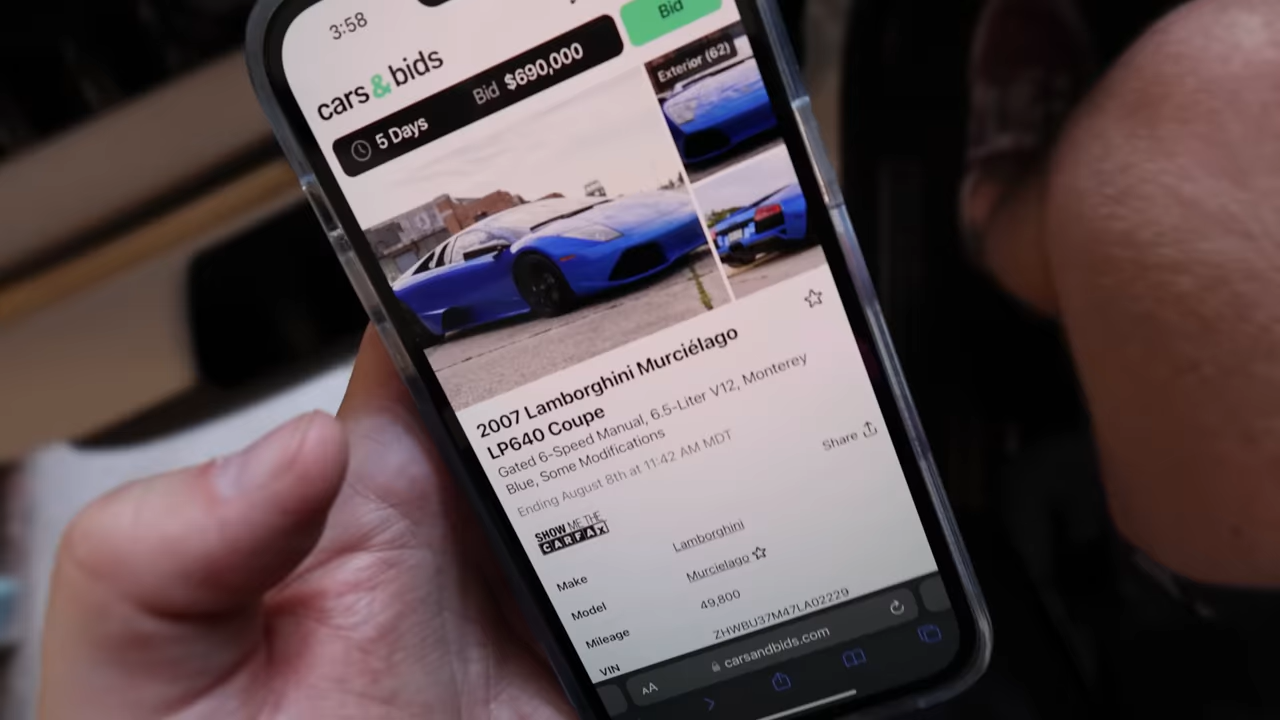 3:58
cars&bids
Bid
5 Days
Bid $690,000
Exterior (62)
2007 Lamborghini Murciélago
LP640 Coupe
Gated 6-Speed Manual, 6.5-Liter V12, Monterey
Blue, Some Modifications
Ending August 8th at 11:42 AM MDT
Share
SHOW ME THE
CARFAX
Make Lamborghini
Model Murcielago
Mileage 49,800
VIN ZHWBU37M47LA02229
AA carsandbids.com